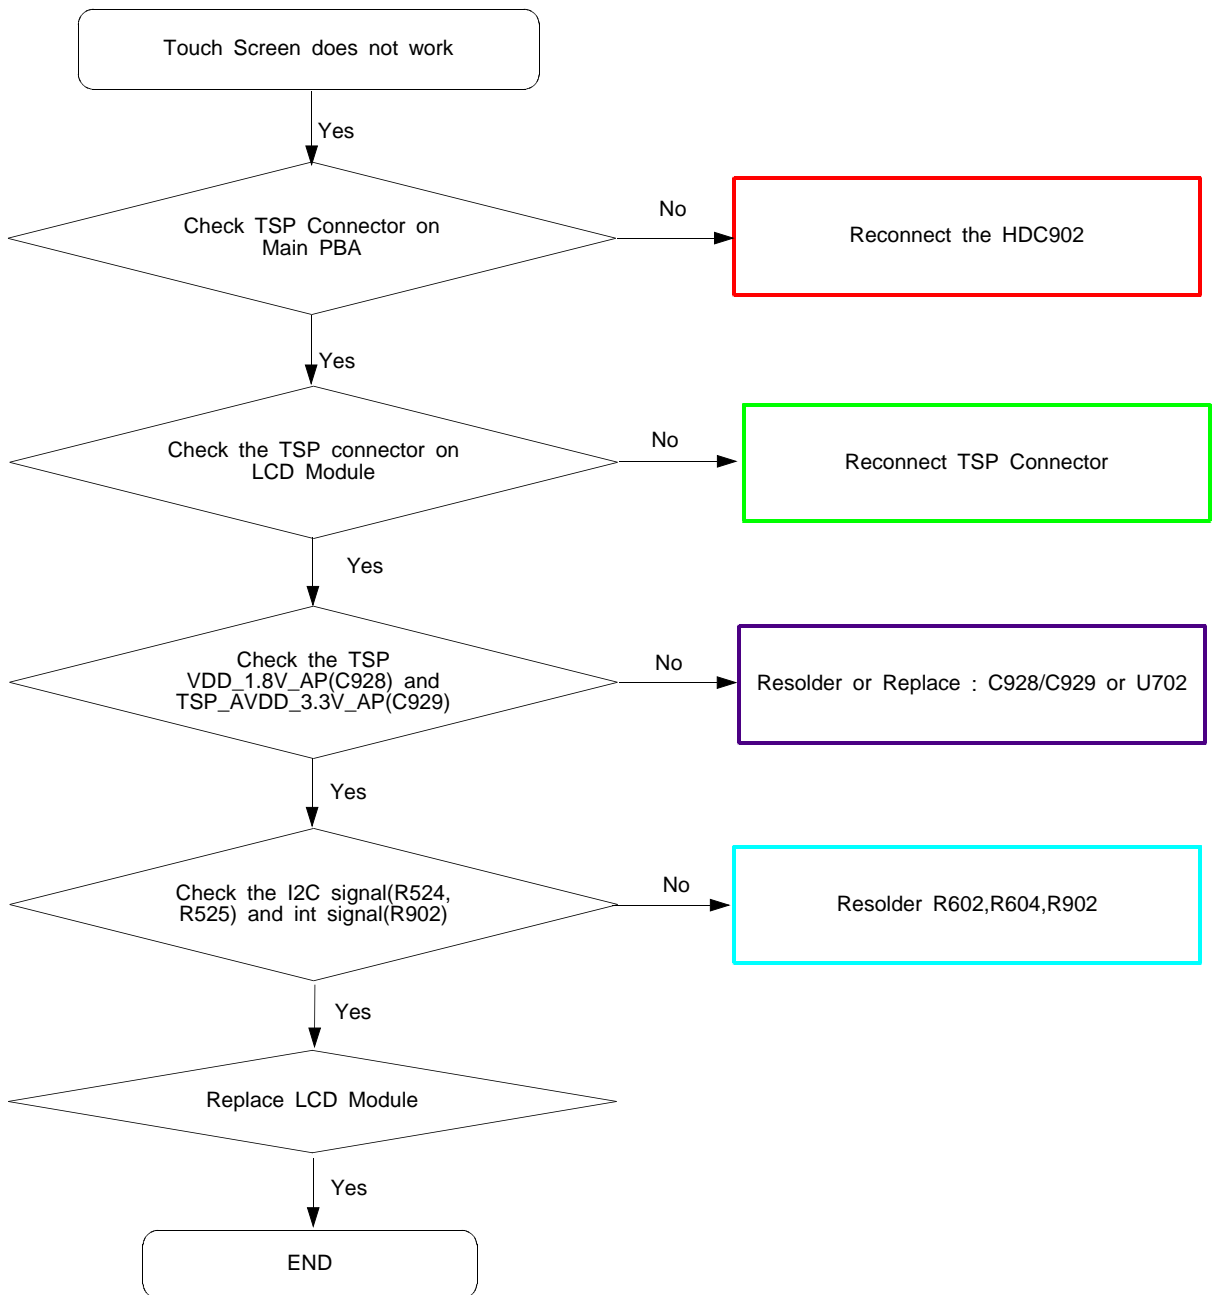 Touch Screen does not work
Yes
Check TSP Connector on
Main PBA
No
Reconnect the HDC902
Yes
Check the TSP connector on
LCD Module
No
Reconnect TSP Connector
Yes
Check the TSP
VDD_1.8V_AP(C928) and
TSP_AVDD_3.3V_AP(C929)
No
Resolder or Replace : C928/C929 or U702
Yes
Check the I2C signal(R524,
R525) and int signal(R902)
No
Resolder R602,R604,R902
Yes
Replace LCD Module
Yes
END